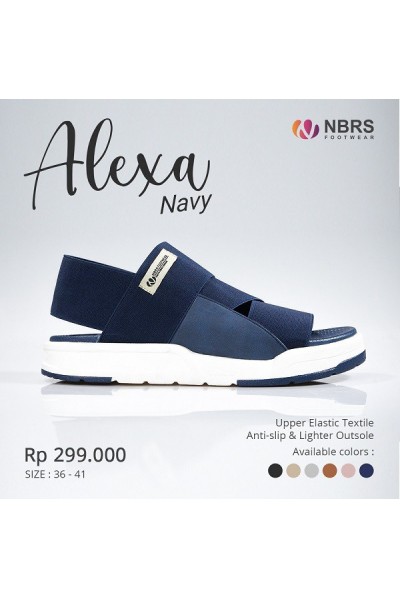 Alexa
Navy
NBRS
FOOTWEAR
Upper Elastic Textile
Anti-slip & Lighter Outsole
Available colors :
Rp 299.000
SIZE : 36 - 41